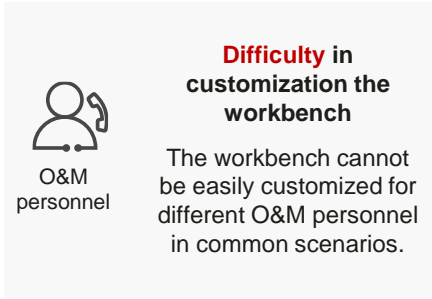 Difficulty in
customization the
workbench
O&M
personnel
The workbench cannot
be easily customized for
different O&M personnel
in common scenarios.